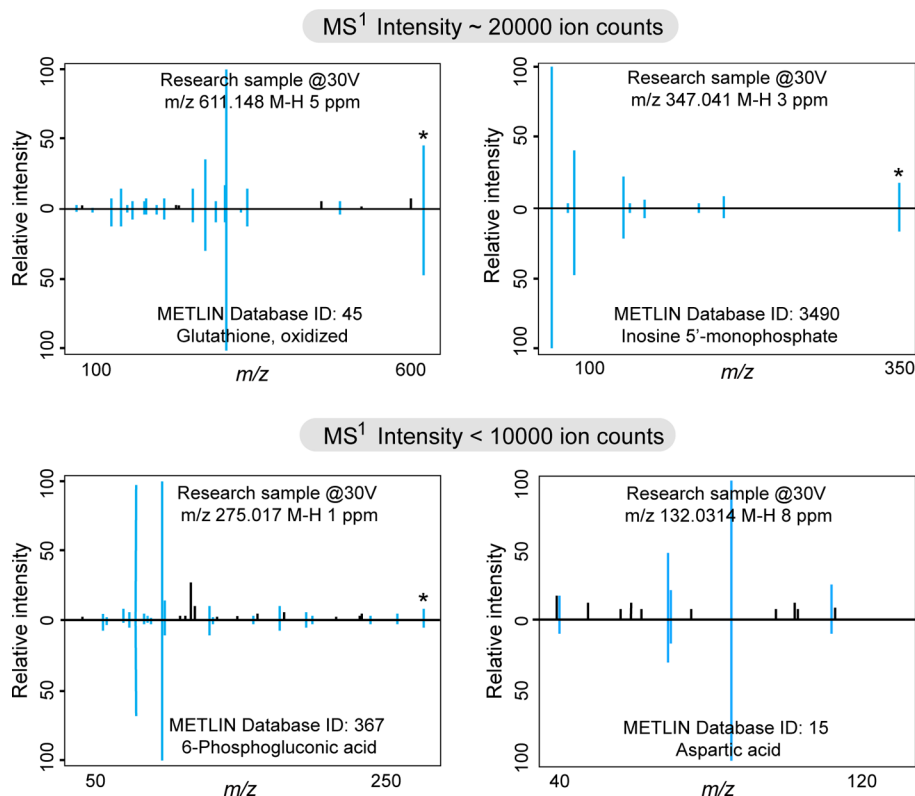 MS¹ Intensity ~ 20000 ion counts
Research sample @30V
m/z 611.148 M-H 5 ppm
*
Relative intensity
100
50
0
50
100
METLIN Database ID: 45
Glutathione, oxidized
100
m/z
600
Research sample @30V
m/z 347.041 M-H 3 ppm
*
Relative intensity
100
50
0
50
100
METLIN Database ID: 3490
Inosine 5'-monophosphate
100
m/z
350
MS¹ Intensity < 10000 ion counts
Research sample @30V
m/z 275.017 M-H 1 ppm
*
Relative intensity
100
50
0
50
100
METLIN Database ID: 367
6-Phosphogluconic acid
50
m/z
250
Research sample @30V
m/z 132.0314 M-H 8 ppm
Relative intensity
100
50
0
50
100
METLIN Database ID: 15
Aspartic acid
40
m/z
120